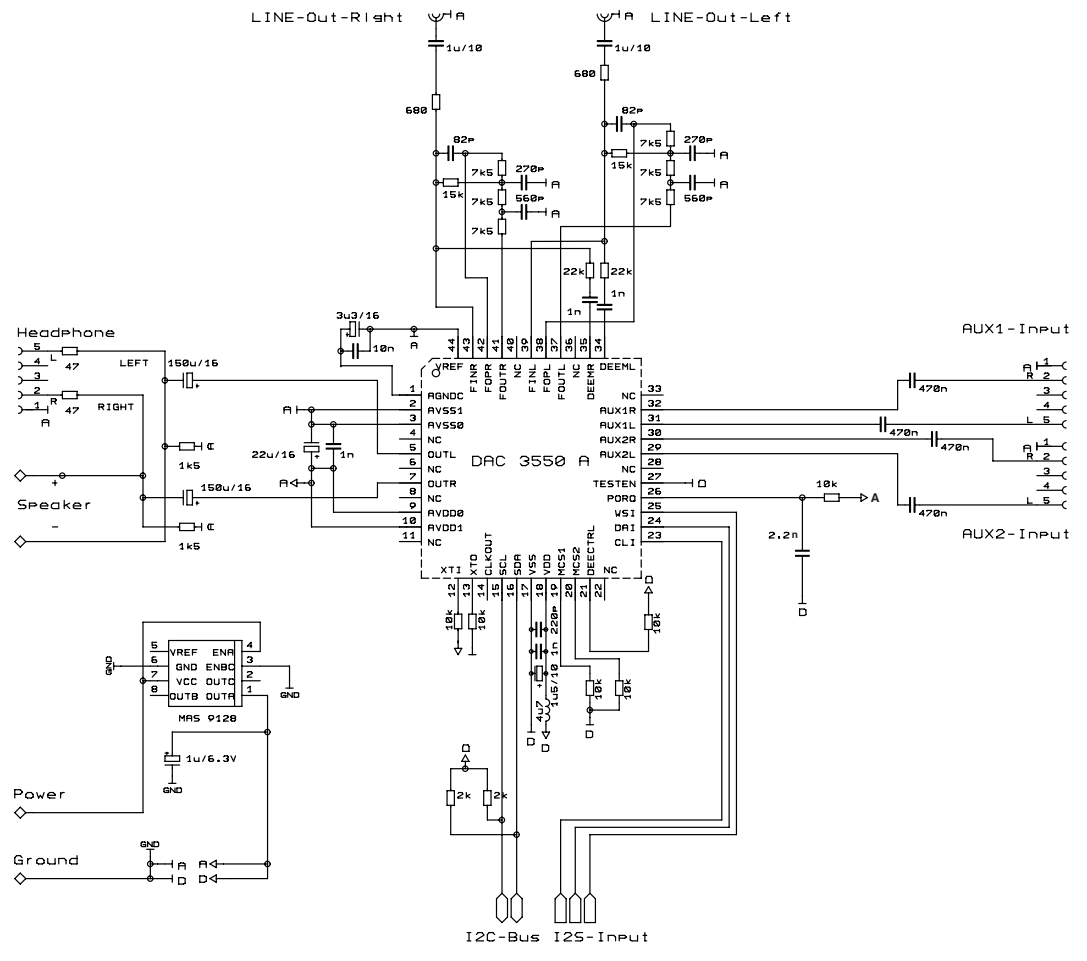 LINE-Out-Right
A
A
LINE-Out-Left
1u/10
1u/10
680
680
82p
82p
7k5
270p
A
15k
7k5
560p
A
7k5
7k5
270p
A
15k
7k5
560p
A
7k5
22k
22k
1n
1n
3u3/16
10n
A
Headphone
5 L
4
3
2 R
1
A
47
47
LEFT
RIGHT
150u/16
1k5
150u/16
1k5
Speaker
+
-
A
22u/16
1n
A
44 43 42 41 40 39 38 37 36 35 34
VREF FINR FOPR FOUTR NC FINL FOPL FOUTL NC DEEMR DEEML
1 AGNDC
2 AVSS1
3 AVSS0
4 NC
5 OUTL
6 NC
7 OUTR
8 NC
9 AVDD0
10 AVDD1
11 NC
DAC 3550 A
NC 33
AUX1R 32
AUX1L 31
AUX2R 30
AUX2L 29
NC 28
TESTEN 27
PORQ 26
WSI 25
DAI 24
CLI 23
XTI XTO CLKOUT SCL SDA VSS VDD MCS1 MCS2 DEECTRL NC
12 13 14 15 16 17 18 19 20 21 22
AUX1-Input
A 1
R 2
3
4
L 5
A 1
R 2
3
4
L 5
AUX2-Input
470n
470n
470n
470n
D
10k
A
2.2n
D
10k
10k
220p
1n
1u5/10
4u7
D
D
10k
10k
D
D
10k
D
2k
2k
5 VREF ENA 4
6 GND ENBC 3
7 VCC OUTC 2
8 OUTB OUTA 1
GND
GND
MAS 9128
1u/6.3V
GND
Power
Ground
GND
A
D
A
D
I2C-Bus
I2S-Input